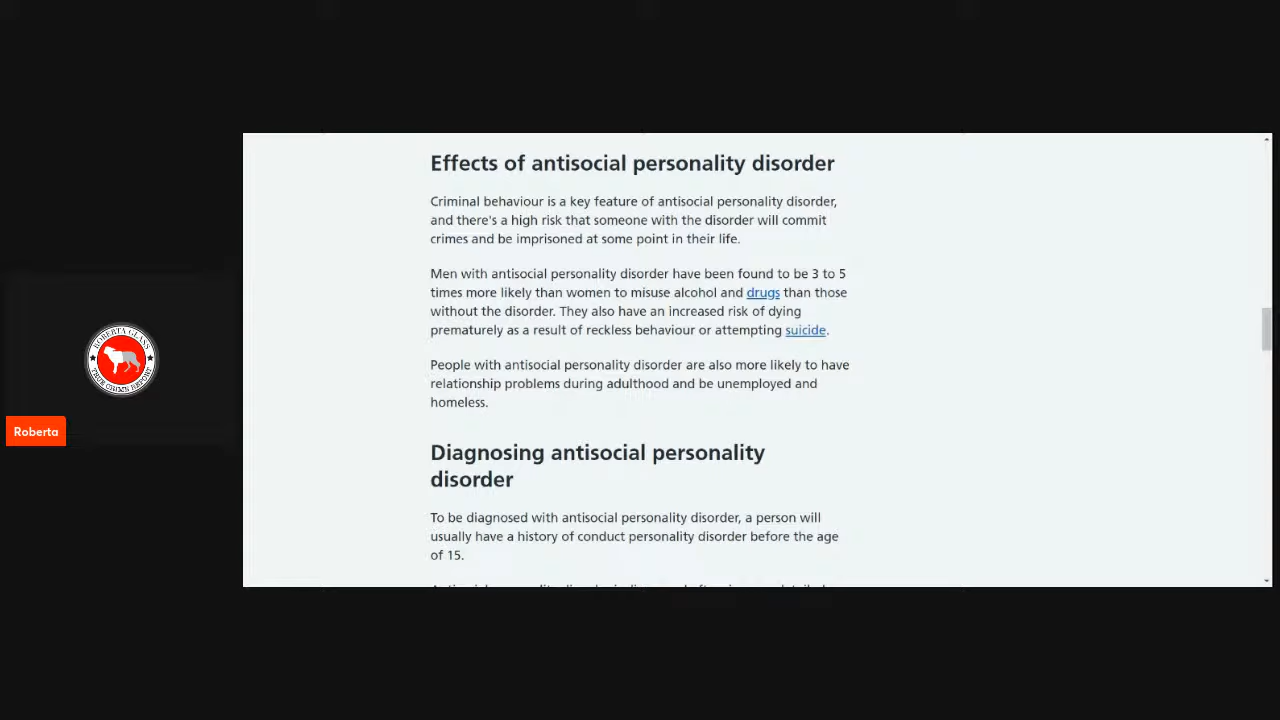 Effects of antisocial personality disorder
Criminal behaviour is a key feature of antisocial personality disorder,
and there's a high risk that someone with the disorder will commit
crimes and be imprisoned at some point in their life.
Men with antisocial personality disorder have been found to be 3 to 5
times more likely than women to misuse alcohol and drugs than those
without the disorder. They also have an increased risk of dying
prematurely as a result of reckless behaviour or attempting suicide.
People with antisocial personality disorder are also more likely to have
relationship problems during adulthood and be unemployed and
homeless.
Diagnosing antisocial personality
disorder
To be diagnosed with antisocial personality disorder, a person will
usually have a history of conduct personality disorder before the age
of 15.
ROBERTA GLASS
TRUE CRIME REPORT
Roberta